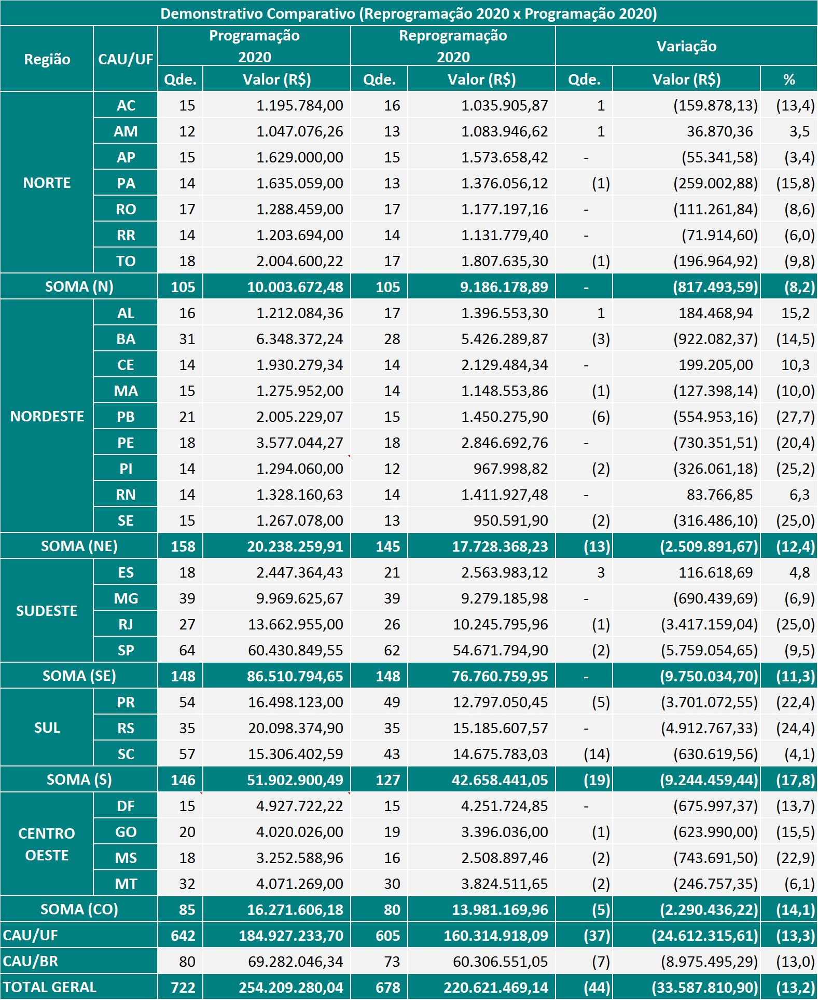 Demonstrativo Comparativo (Reprogramação 2020 x Programação 2020)
Região CAU/UF Programação 2020 Reprogramação 2020 Variação
Qde. Valor (R$) Qde. Valor (R$) Qde. Valor (R$) %
NORTE
AC 15 1.195.784,00 16 1.035.905,87 1 (159.878,13) (13,4)
AM 12 1.047.076,26 13 1.083.946,62 1 36.870,36 3,5
AP 15 1.629.000,00 15 1.573.658,42 - (55.341,58) (3,4)
PA 14 1.635.059,00 13 1.376.056,12 (1) (259.002,88) (15,8)
RO 17 1.288.459,00 17 1.177.197,16 - (111.261,84) (8,6)
RR 14 1.203.694,00 14 1.131.779,40 - (71.914,60) (6,0)
TO 18 2.004.600,22 17 1.807.635,30 (1) (196.964,92) (9,8)
SOMA (N) 105 10.003.672,48 105 9.186.178,89 - (817.493,59) (8,2)
NORDESTE
AL 16 1.212.084,36 17 1.396.553,30 1 184.468,94 15,2
BA 31 6.348.372,24 28 5.426.289,87 (3) (922.082,37) (14,5)
CE 14 1.930.279,34 14 2.129.484,34 - 199.205,00 10,3
MA 15 1.275.952,00 14 1.148.553,86 (1) (127.398,14) (10,0)
PB 21 2.005.229,07 15 1.450.275,90 (6) (554.953,16) (27,7)
PE 18 3.577.044,27 18 2.846.692,76 - (730.351,51) (20,4)
PI 14 1.294.060,00 12 967.998,82 (2) (326.061,18) (25,2)
RN 14 1.328.160,63 14 1.411.927,48 - 83.766,85 6,3
SE 15 1.267.078,00 13 950.591,90 (2) (316.486,10) (25,0)
SOMA (NE) 158 20.238.259,91 145 17.728.368,23 (13) (2.509.891,67) (12,4)
SUDESTE
ES 18 2.447.364,43 21 2.563.983,12 3 116.618,69 4,8
MG 39 9.969.625,67 39 9.279.185,98 - (690.439,69) (6,9)
RJ 27 13.662.955,00 26 10.245.795,96 (1) (3.417.159,04) (25,0)
SP 64 60.430.849,55 62 54.671.794,90 (2) (5.759.054,65) (9,5)
SOMA (SE) 148 86.510.794,65 148 76.760.759,95 - (9.750.034,70) (11,3)
SUL
PR 54 16.498.123,00 49 12.797.050,45 (5) (3.701.072,55) (22,4)
RS 35 20.098.374,90 35 15.185.607,57 - (4.912.767,33) (24,4)
SC 57 15.306.402,59 43 14.675.783,03 (14) (630.619,56) (4,1)
SOMA (S) 146 51.902.900,49 127 42.658.441,05 (19) (9.244.459,44) (17,8)
CENTRO OESTE
DF 15 4.927.722,22 15 4.251.724,85 - (675.997,37) (13,7)
GO 20 4.020.026,00 19 3.396.036,00 (1) (623.990,00) (15,5)
MS 18 3.252.588,96 16 2.508.897,46 (2) (743.691,50) (22,9)
MT 32 4.071.269,00 30 3.824.511,65 (2) (246.757,35) (6,1)
SOMA (CO) 85 16.271.606,18 80 13.981.169,96 (5) (2.290.436,22) (14,1)
CAU/UF 642 184.927.233,70 605 160.314.918,09 (37) (24.612.315,61) (13,3)
CAU/BR 80 69.282.046,34 73 60.306.551,05 (7) (8.975.495,29) (13,0)
TOTAL GERAL 722 254.209.280,04 678 220.621.469,14 (44) (33.587.810,90) (13,2)